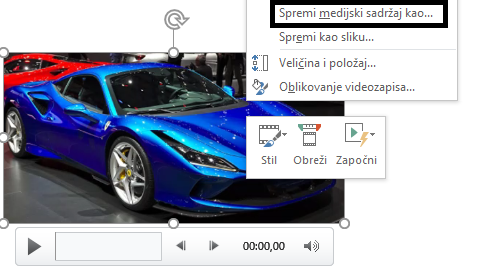 Spremi medijski sadržaj kao...
Spremi kao sliku...
Veličina i položaj...
Oblikovanje videozapisa...
Stil
Obreži
Započni
00:00,00